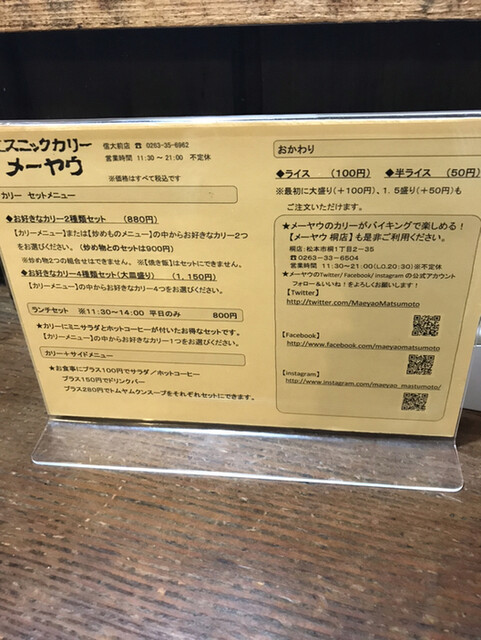 エスニックカリー
メーヤウ
信大前店 ☎ 0263-35-6962
営業時間 11:30～21:00 不定休
※価格はすべて税込です
カリー セットメニュー
◆お好きなカリー2種類セット (880円)
【カリーメニュー】または【炒めものメニュー】の中からお好きなカリー2つ
をお選びください。(炒め物とのセットは900円)
※炒め物2つの組合せはできません。※【焼き飯】はセットにできません。
◆お好きなカリー4種類セット(大皿盛り) (1,150円)
【カリーメニュー】の中からお好きなカリー4つをお選びください。
ランチセット ※11:30～14:00 平日のみ 800円
★カリーにミニサラダとホットコーヒーが付いたお得なセットです。
【カリーメニュー】の中からお好きなカリー1つをお選びください。
カリー+サイドメニュー
★お食事にプラス100円でサラダ/ホットコーヒー
プラス150円でドリンクバー
プラス280円でトムヤムクンスープをそれぞれセットにできます。
おかわり
◆ライス (100円) ◆半ライス (50円)
※最初に大盛り(+100円)、1.5盛り(+50円)も
ご注文いただけます。
★メーヤウのカリーがバイキングで楽しめる!
【メーヤウ 桐店】も是非ご利用ください。
桐店:松本市桐1丁目2-35
☎0263-33-6504
営業時間 11:30～21:00(L.O.20:30)※不定休
★メーヤウのTwitter/ Facebook/ instagram の公式アカウント
フォロー&いいね!をよろしくお願いします!
【Twitter】
http://twitter.com/MaeyaoMatsumoto
【Facebook】
http://www.facebook.com/maeyaomatsumoto
【instagram】
http://www.instagram.com/maeyao_mastumoto/